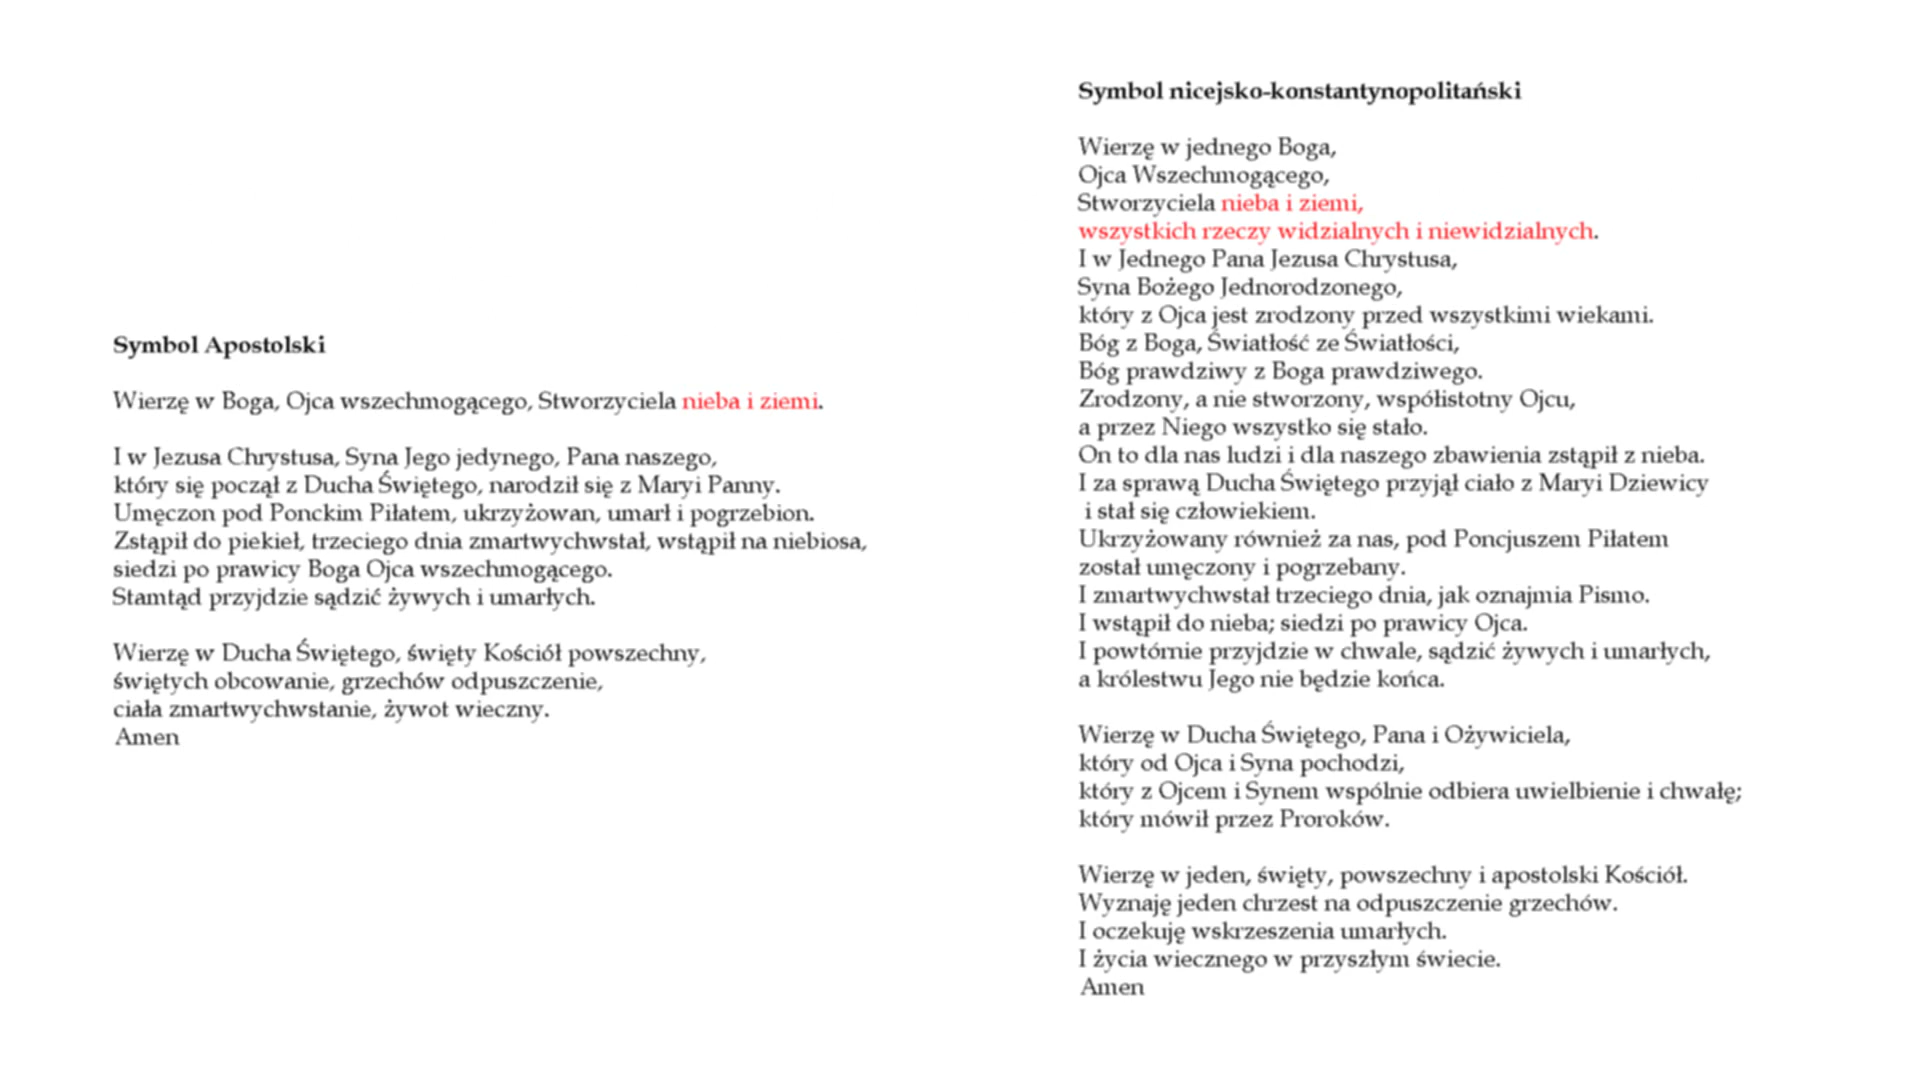 Symbol Apostolski
Wierzę w Boga, Ojca wszechmogącego, Stworzyciela nieba i ziemi.
I w Jezusa Chrystusa, Syna Jego jedynego, Pana naszego,
który się począł z Ducha Świętego, narodził się z Maryi Panny.
Umęczon pod Ponckim Piłatem, ukrzyżowan, umarł i pogrzebion.
Zstąpił do piekieł, trzeciego dnia zmartwychwstał, wstąpił na niebiosa,
siedzi po prawicy Boga Ojca wszechmogącego.
Stamtąd przyjdzie sądzić żywych i umarłych.
Wierzę w Ducha Świętego, święty Kościół powszechny,
świętych obcowanie, grzechów odpuszczenie,
ciała zmartwychwstanie, żywot wieczny.
Amen
Symbol nicejsko-konstantynopolitański
Wierzę w jednego Boga,
Ojca Wszechmogącego,
Stworzyciela nieba i ziemi,
wszystkich rzeczy widzialnych i niewidzialnych.
I w Jednego Pana Jezusa Chrystusa,
Syna Bożego Jednorodzonego,
który z Ojca jest zrodzony przed wszystkimi wiekami.
Bóg z Boga, Światłość ze Światłości,
Bóg prawdziwy z Boga prawdziwego.
Zrodzony, a nie stworzony, współistotny Ojcu,
a przez Niego wszystko się stało.
On to dla nas ludzi i dla naszego zbawienia zstąpił z nieba.
I za sprawą Ducha Świętego przyjął ciało z Maryi Dziewicy
i stał się człowiekiem.
Ukrzyżowany również za nas, pod Poncjuszem Piłatem
został umęczony i pogrzebany.
I zmartwychwstał trzeciego dnia, jak oznajmia Pismo.
I wstąpił do nieba; siedzi po prawicy Ojca.
I powtórnie przyjdzie w chwale, sądzić żywych i umarłych,
a królestwu Jego nie będzie końca.
Wierzę w Ducha Świętego, Pana i Ożywiciela,
który od Ojca i Syna pochodzi,
który z Ojcem i Synem wspólnie odbiera uwielbienie i chwałę;
który mówił przez Proroków.
Wierzę w jeden, święty, powszechny i apostolski Kościół.
Wyznaję jeden chrzest na odpuszczenie grzechów.
I oczekuję wskrzeszenia umarłych.
I życia wiecznego w przyszłym świecie.
Amen